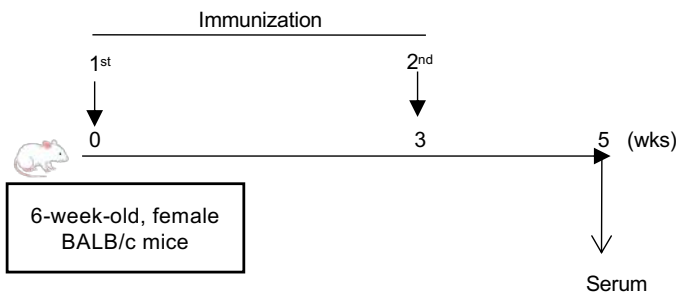 Immunization
1st 2nd
0 3 5 (wks)
6-week-old, female
BALB/c mice
Serum